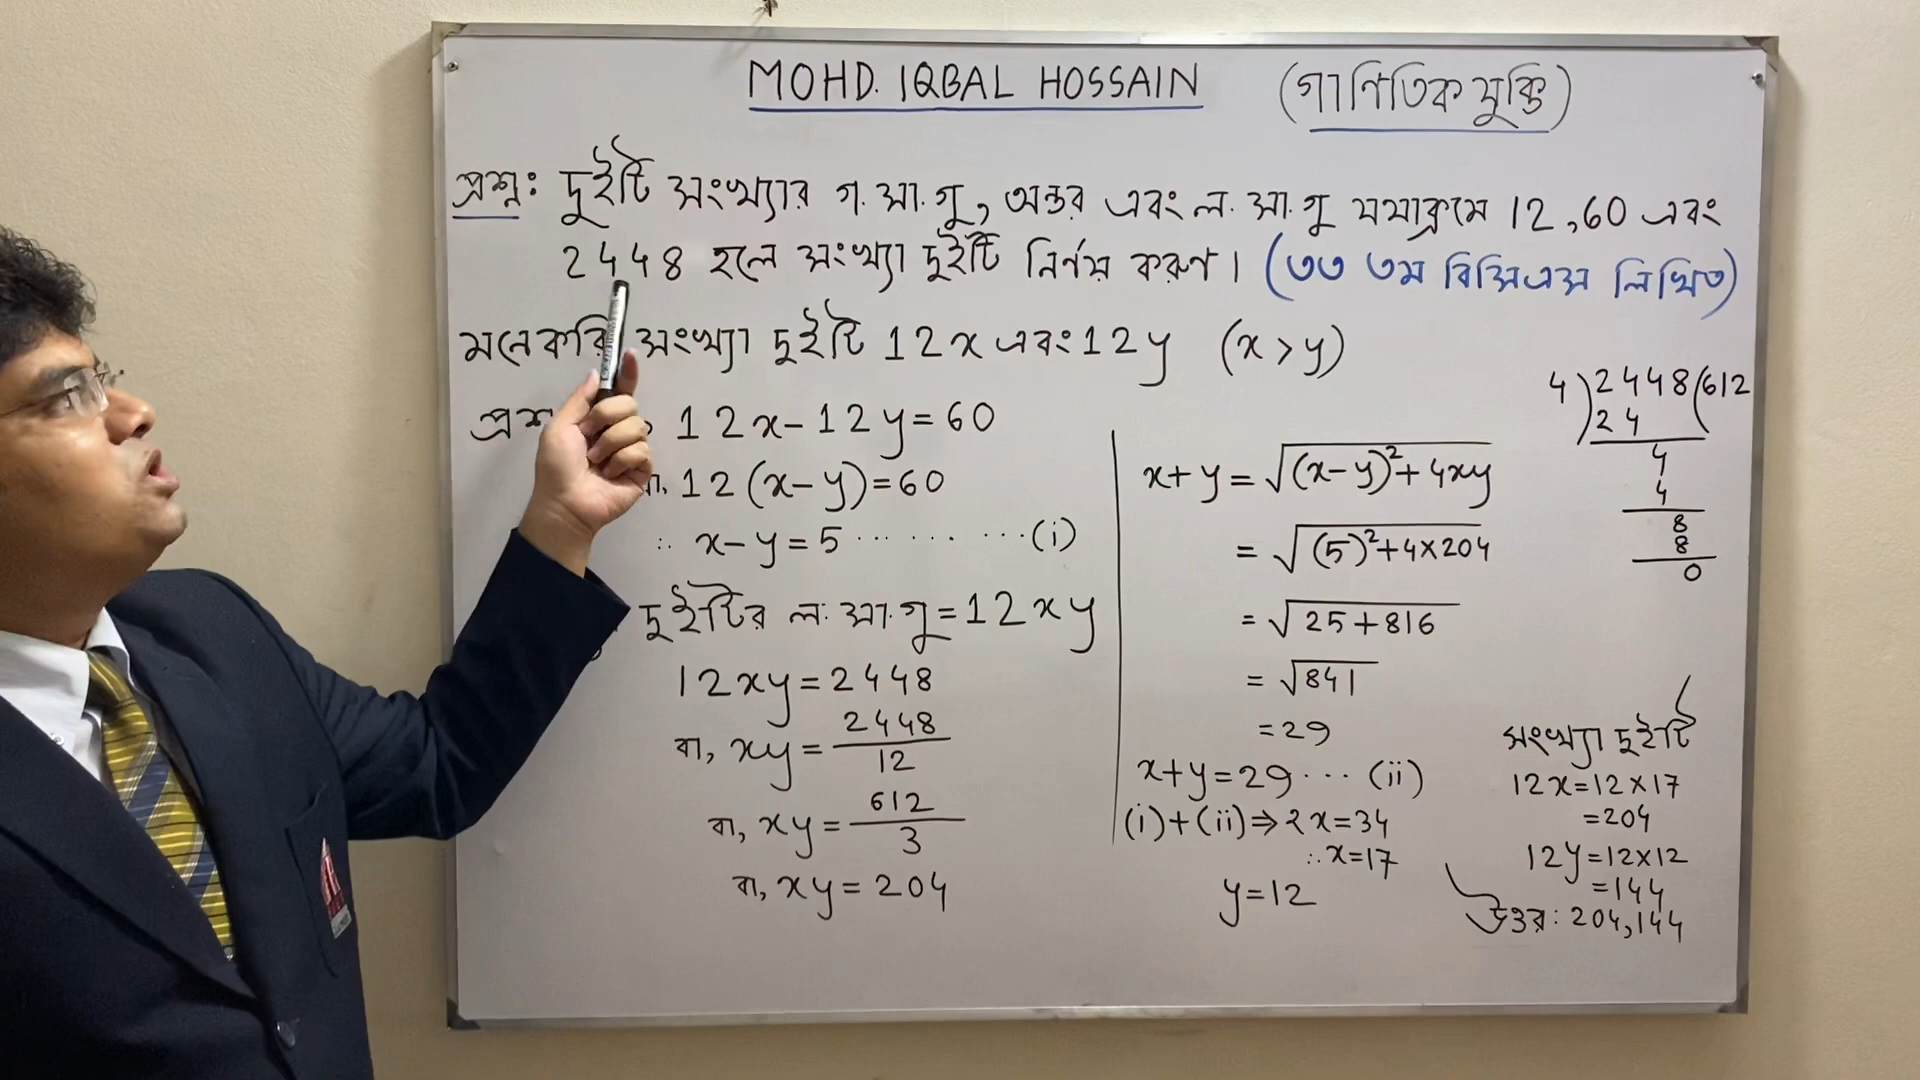 MOHD. IQBAL HOSSAIN (গাণিতিক যুক্তি)
প্রশ্ন: দুইটি সংখ্যার গ. সা. গু, অন্তর এবং ল. সা. গু যথাক্রমে 12, 60 এবং
2448 হলে সংখ্যা দুইটি নির্ণয় করুন। (৩৩ তম বিসিএস লিখিত)
মনেকরি সংখ্যা দুইটি 12x এবং 12y (x > y)
12x - 12y = 60
12 (x - y) = 60
∴ x - y = 5 ... ... ... (i)
দুইটির ল. সা. গু = 12xy
12xy = 2448
বা, xy = 2448/12
বা, xy = 612/3
বা, xy = 204
x + y = √(x - y)² + 4xy
= √(5)² + 4 × 204
= √25 + 816
= √841
= 29
x + y = 29 ... (ii)
(i) + (ii) ⇒ 2x = 34
∴ x = 17
y = 12
4 ) 2448 ( 612
24
4
4
8
8
0
সংখ্যা দুইটি
12x = 12 × 17
= 204
12y = 12 × 12
= 144
উত্তর: 204, 144